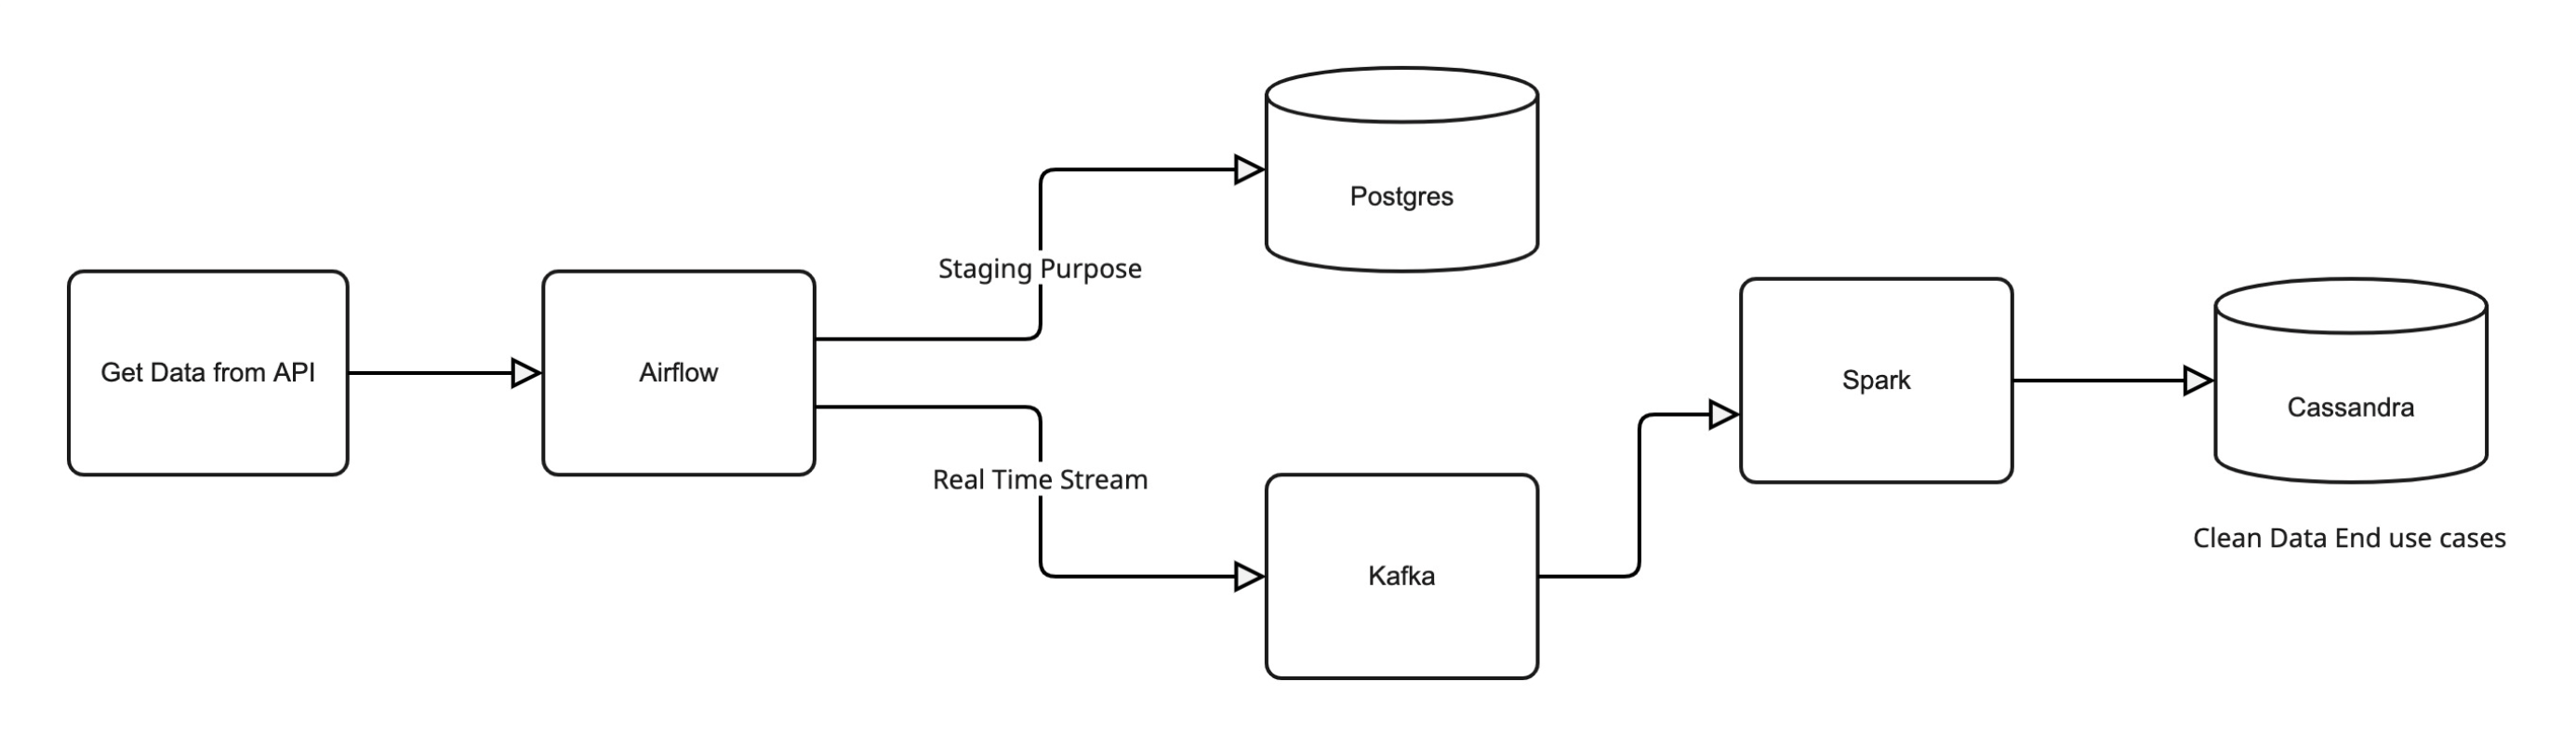 Get Data from API
Airflow
Staging Purpose
Postgres
Real Time Stream
Kafka
Spark
Cassandra
Clean Data End use cases